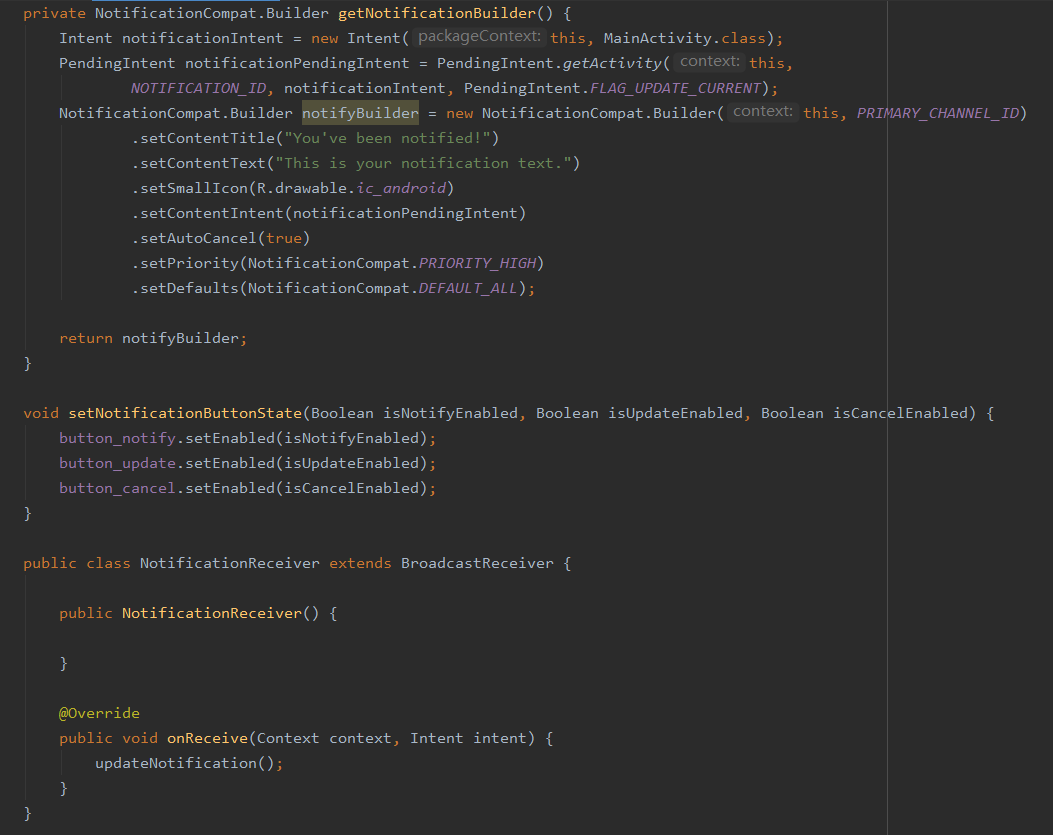 private NotificationCompat.Builder getNotificationBuilder() {
    Intent notificationIntent = new Intent( packageContext: this, MainActivity.class);
    PendingIntent notificationPendingIntent = PendingIntent.getActivity( context: this,
            NOTIFICATION_ID, notificationIntent, PendingIntent.FLAG_UPDATE_CURRENT);
    NotificationCompat.Builder notifyBuilder = new NotificationCompat.Builder( context: this, PRIMARY_CHANNEL_ID)
            .setContentTitle("You've been notified!")
            .setContentText("This is your notification text.")
            .setSmallIcon(R.drawable.ic_android)
            .setContentIntent(notificationPendingIntent)
            .setAutoCancel(true)
            .setPriority(NotificationCompat.PRIORITY_HIGH)
            .setDefaults(NotificationCompat.DEFAULT_ALL);

    return notifyBuilder;
}

void setNotificationButtonState(Boolean isNotifyEnabled, Boolean isUpdateEnabled, Boolean isCancelEnabled) {
    button_notify.setEnabled(isNotifyEnabled);
    button_update.setEnabled(isUpdateEnabled);
    button_cancel.setEnabled(isCancelEnabled);
}

public class NotificationReceiver extends BroadcastReceiver {

    public NotificationReceiver() {

    }

    @Override
    public void onReceive(Context context, Intent intent) {
        updateNotification();
    }
}